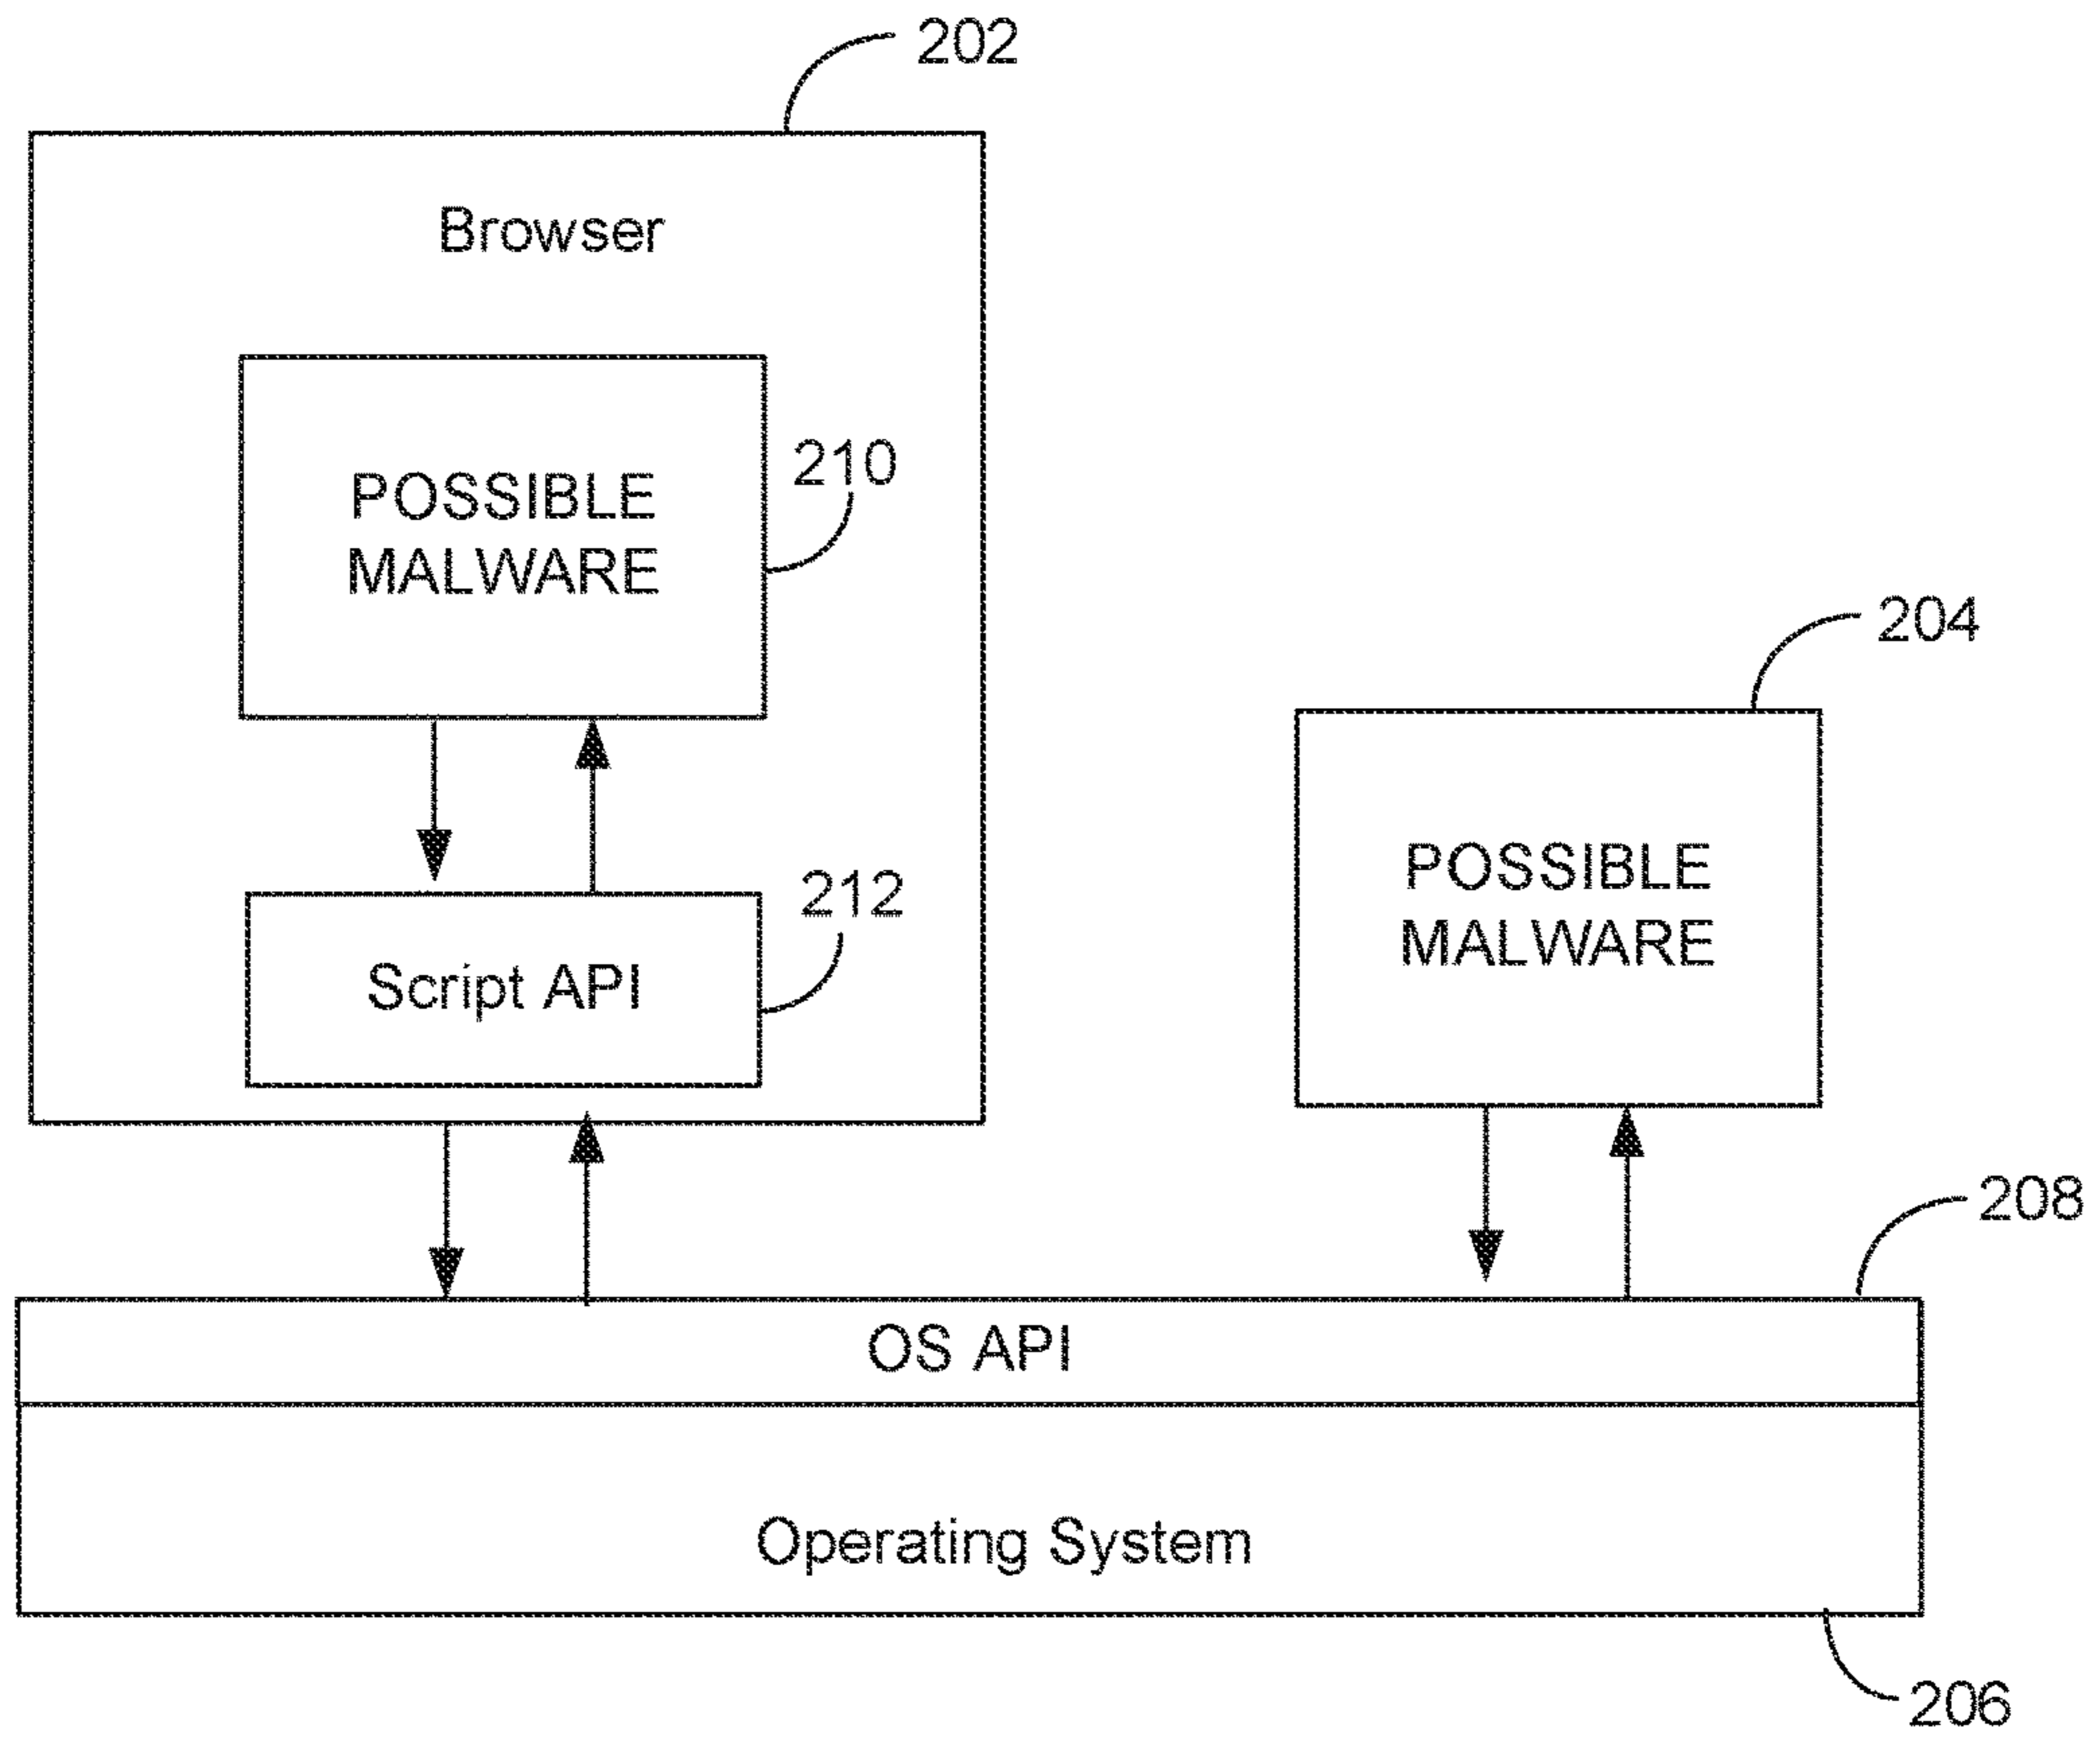 202
Browser
POSSIBLE
MALWARE
210
Script API
212
204
POSSIBLE
MALWARE
208
OS API
Operating System
206